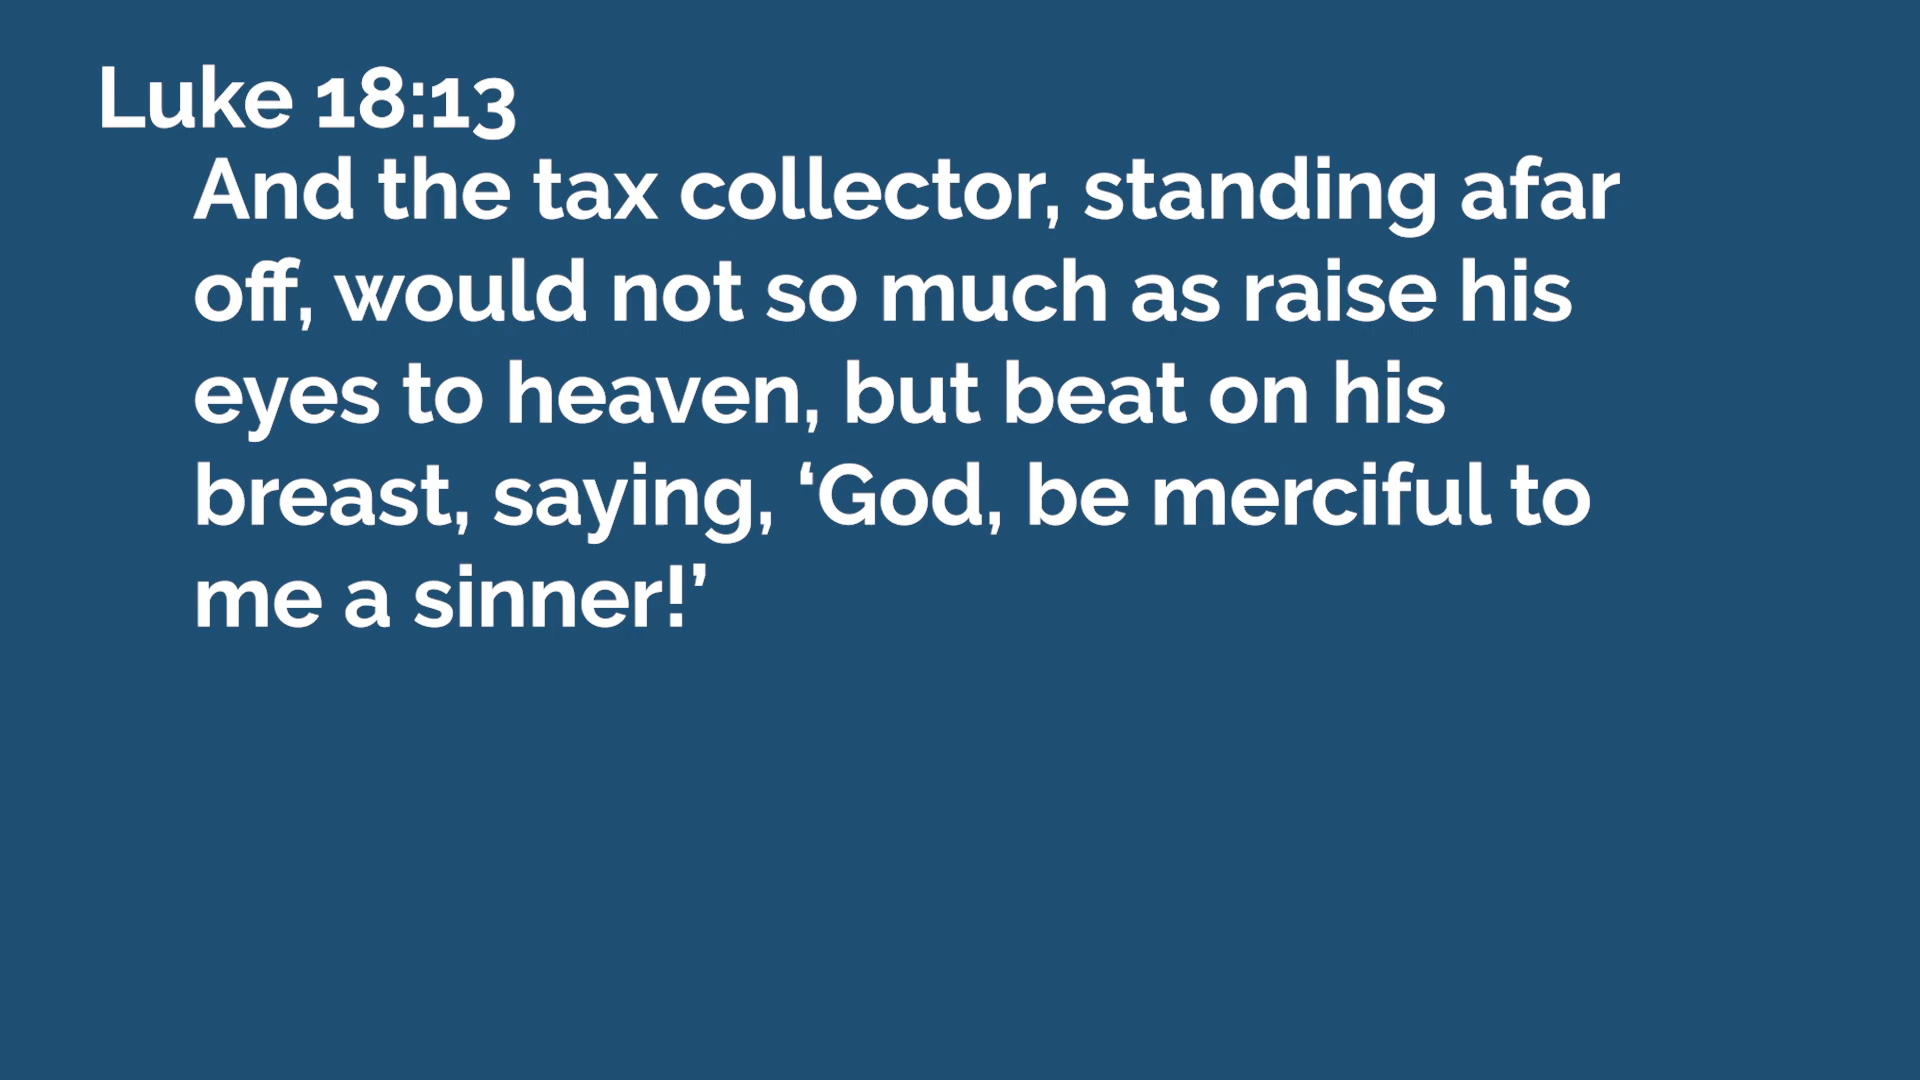 Luke 18:13
And the tax collector, standing afar
off, would not so much as raise his
eyes to heaven, but beat on his
breast, saying, ‘God, be merciful to
me a sinner!’